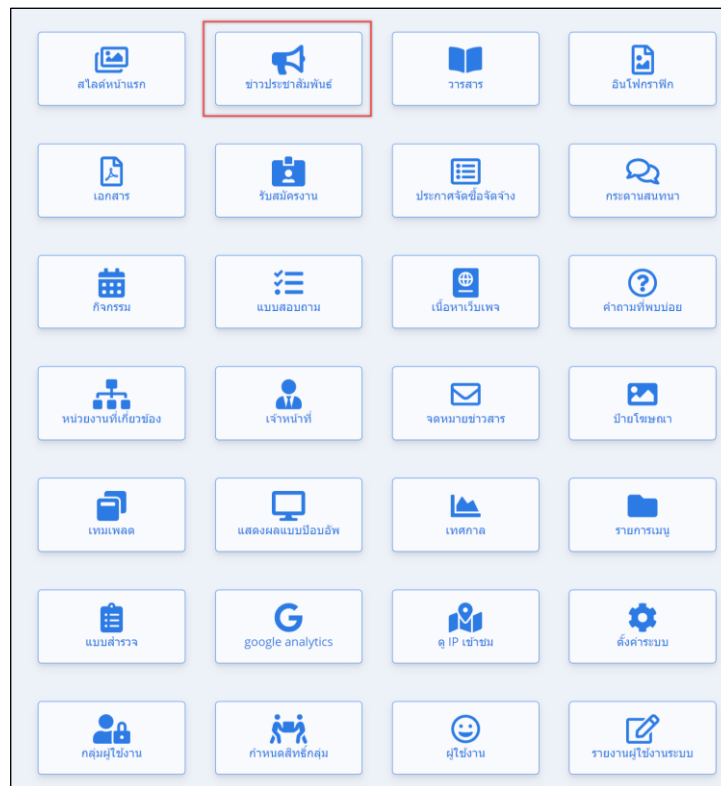 สไลด์หน้าแรก
ข่าวประชาสัมพันธ์
วารสาร
อินโฟกราฟิก
เอกสาร
รับสมัครงาน
ประกาศจัดซื้อจัดจ้าง
กระดานสนทนา
กิจกรรม
แบบสอบถาม
เนื้อหาเว็บเพจ
คำถามที่พบบ่อย
หน่วยงานที่เกี่ยวข้อง
เจ้าหน้าที่
จดหมายข่าวสาร
ป้ายโฆษณา
เทมเพลต
แสดงผลแบบป๊อบอัพ
เทศกาล
รายการเมนู
แบบสำรวจ
google analytics
ดู IP เข้าชม
ตั้งค่าระบบ
กลุ่มผู้ใช้งาน
กำหนดสิทธิ์กลุ่ม
ผู้ใช้งาน
รายงานผู้ใช้งานระบบ